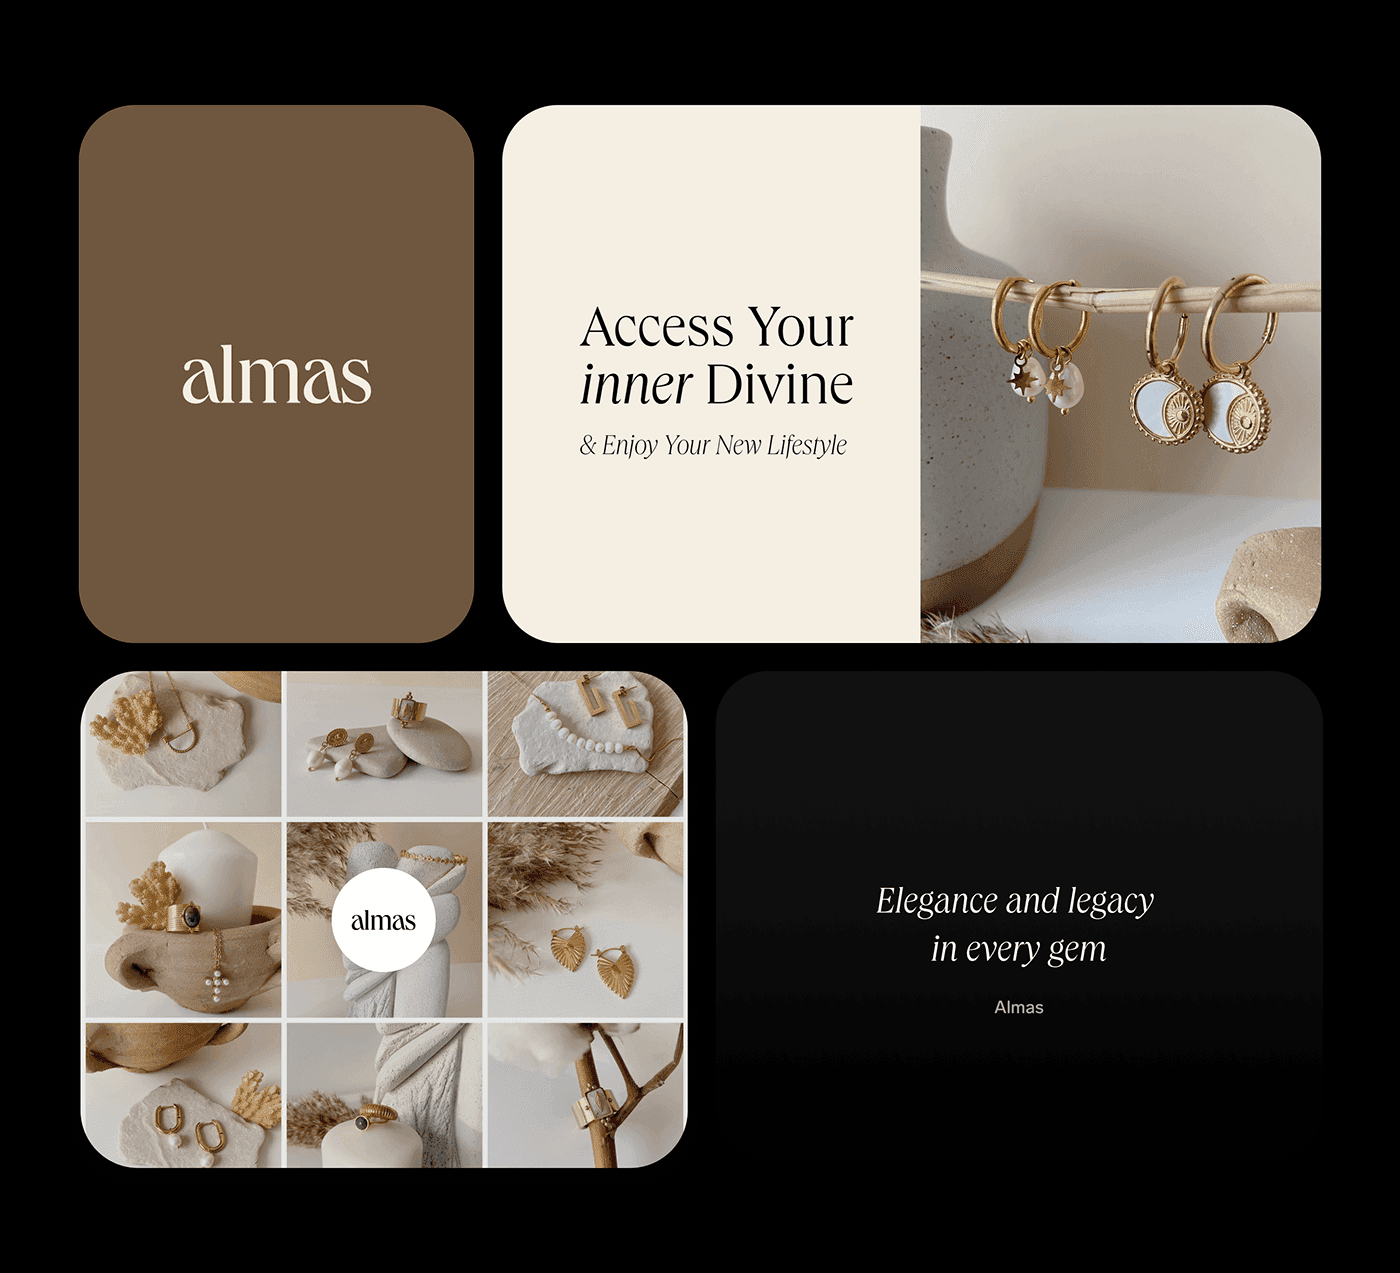 almas
Access Your
inner Divine
& Enjoy Your New Lifestyle
almas
Elegance and legacy
in every gem
Almas